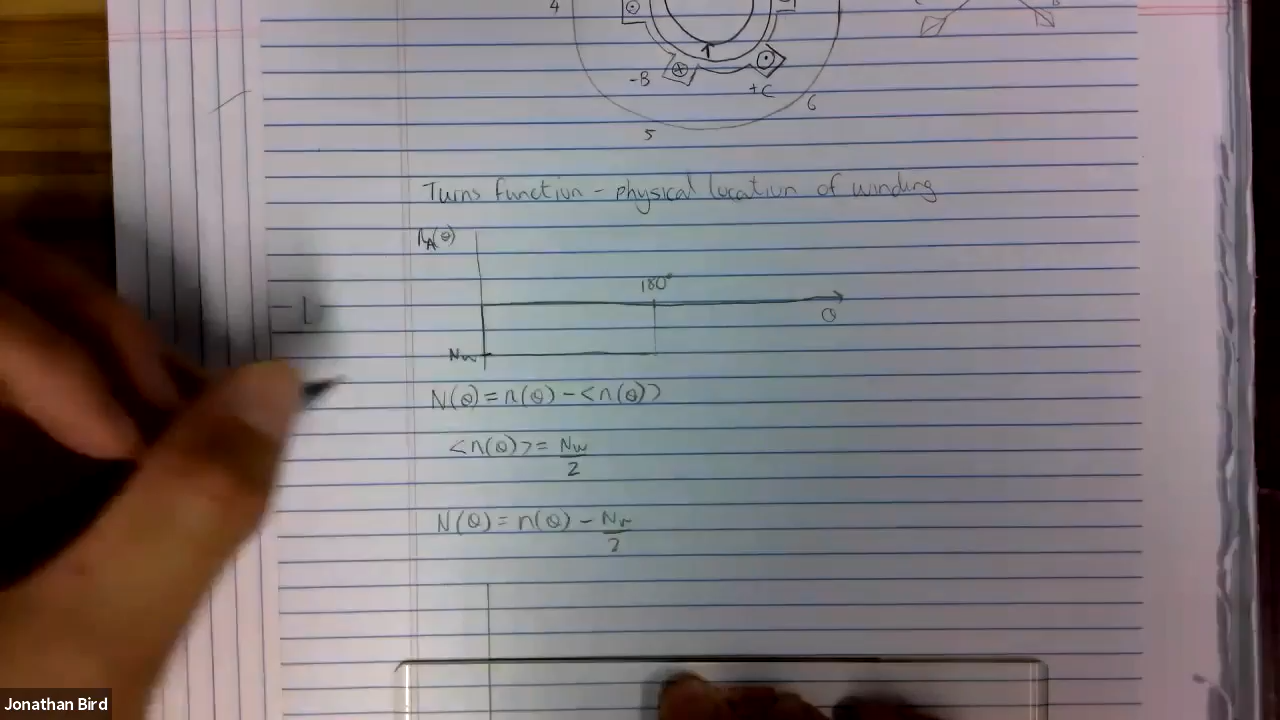 4
-B
+C
6
5
Turns function - physical location of winding
n_A(θ)
180°
θ
N_w
N(θ) = n(θ) - <n(θ)>
<n(θ)> = N_w/2
N(θ) = n(θ) - N_w/2
Jonathan Bird